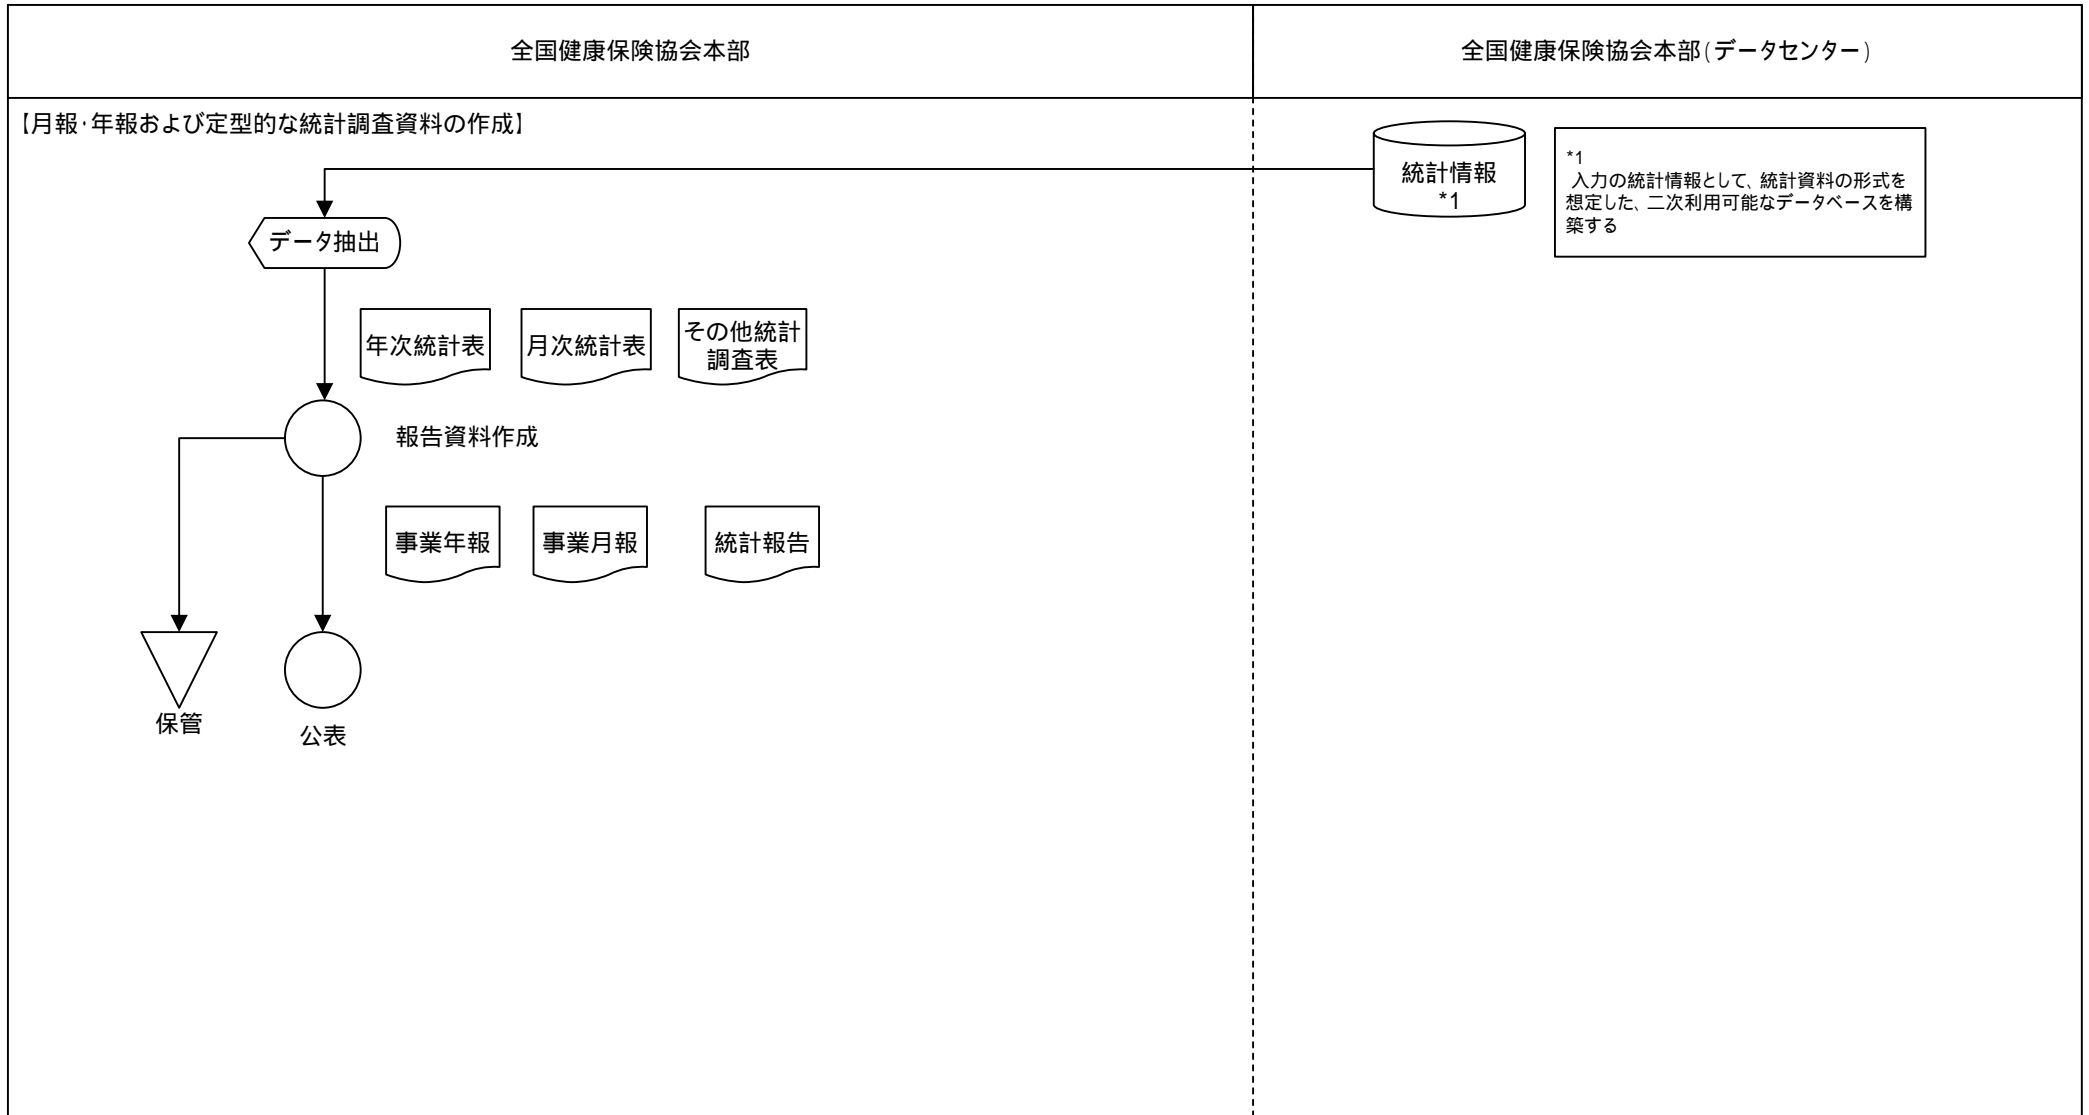 全国健康保険協会本部
全国健康保険協会本部(データセンター)
【月報・年報および定型的な統計調査資料の作成】
統計情報
*1
*1
入力の統計情報として、統計資料の形式を
想定した、二次利用可能なデータベースを構
築する
データ抽出
年次統計表
月次統計表
その他統計
調査表
報告資料作成
事業年報
事業月報
統計報告
保管
公表